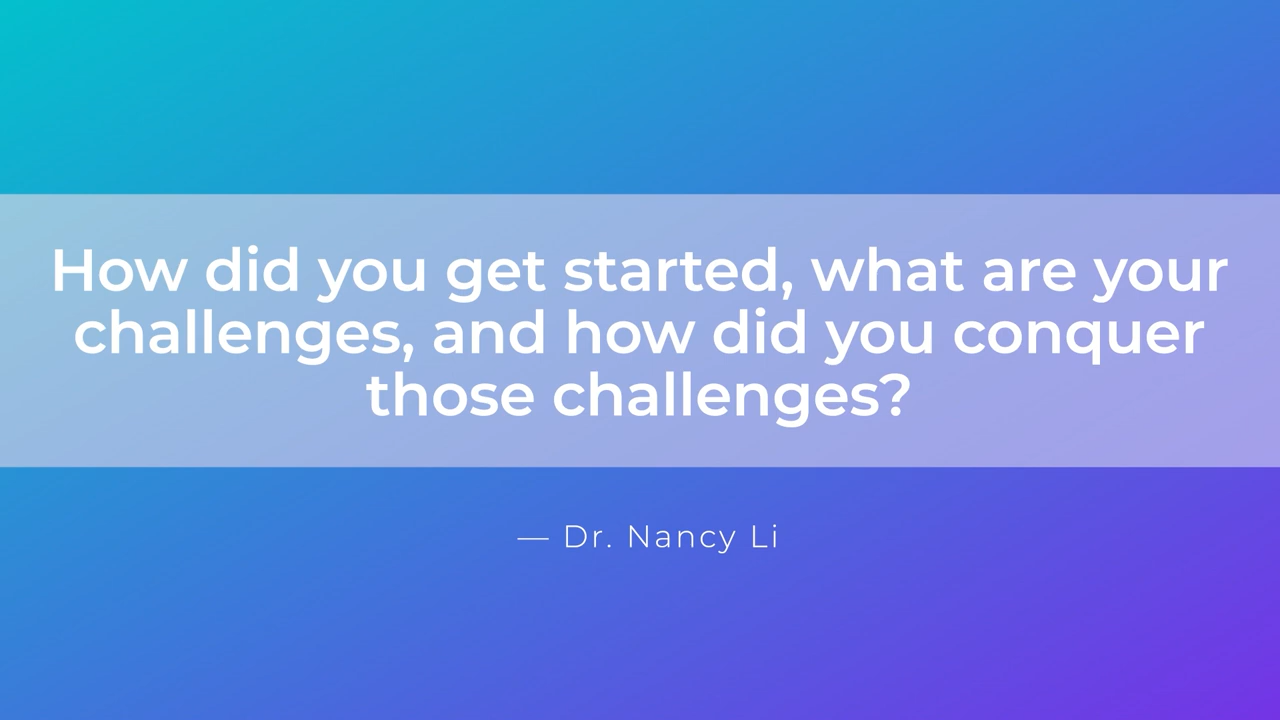 How did you get started, what are your
challenges, and how did you conquer
those challenges?
— Dr. Nancy Li